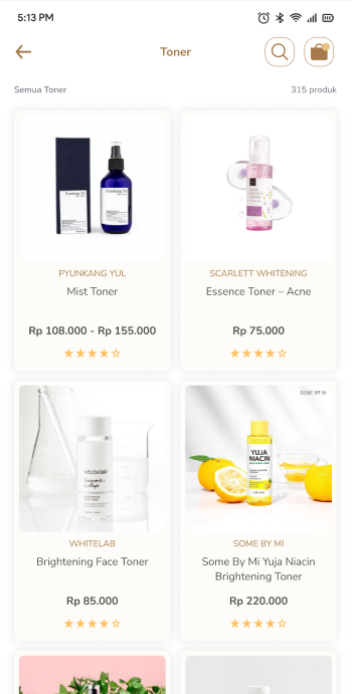 5:13 PM
Toner
Semua Toner
315 produk
PYUNKANG YUL
Mist Toner
Rp 108.000 - Rp 155.000
SCARLETT WHITENING
Essence Toner – Acne
Rp 75.000
YUJA
NIACIN
WHITELAB
Brightening Face Toner
Rp 85.000
SOME BY MI
Some By Mi Yuja Niacin
Brightening Toner
Rp 220.000